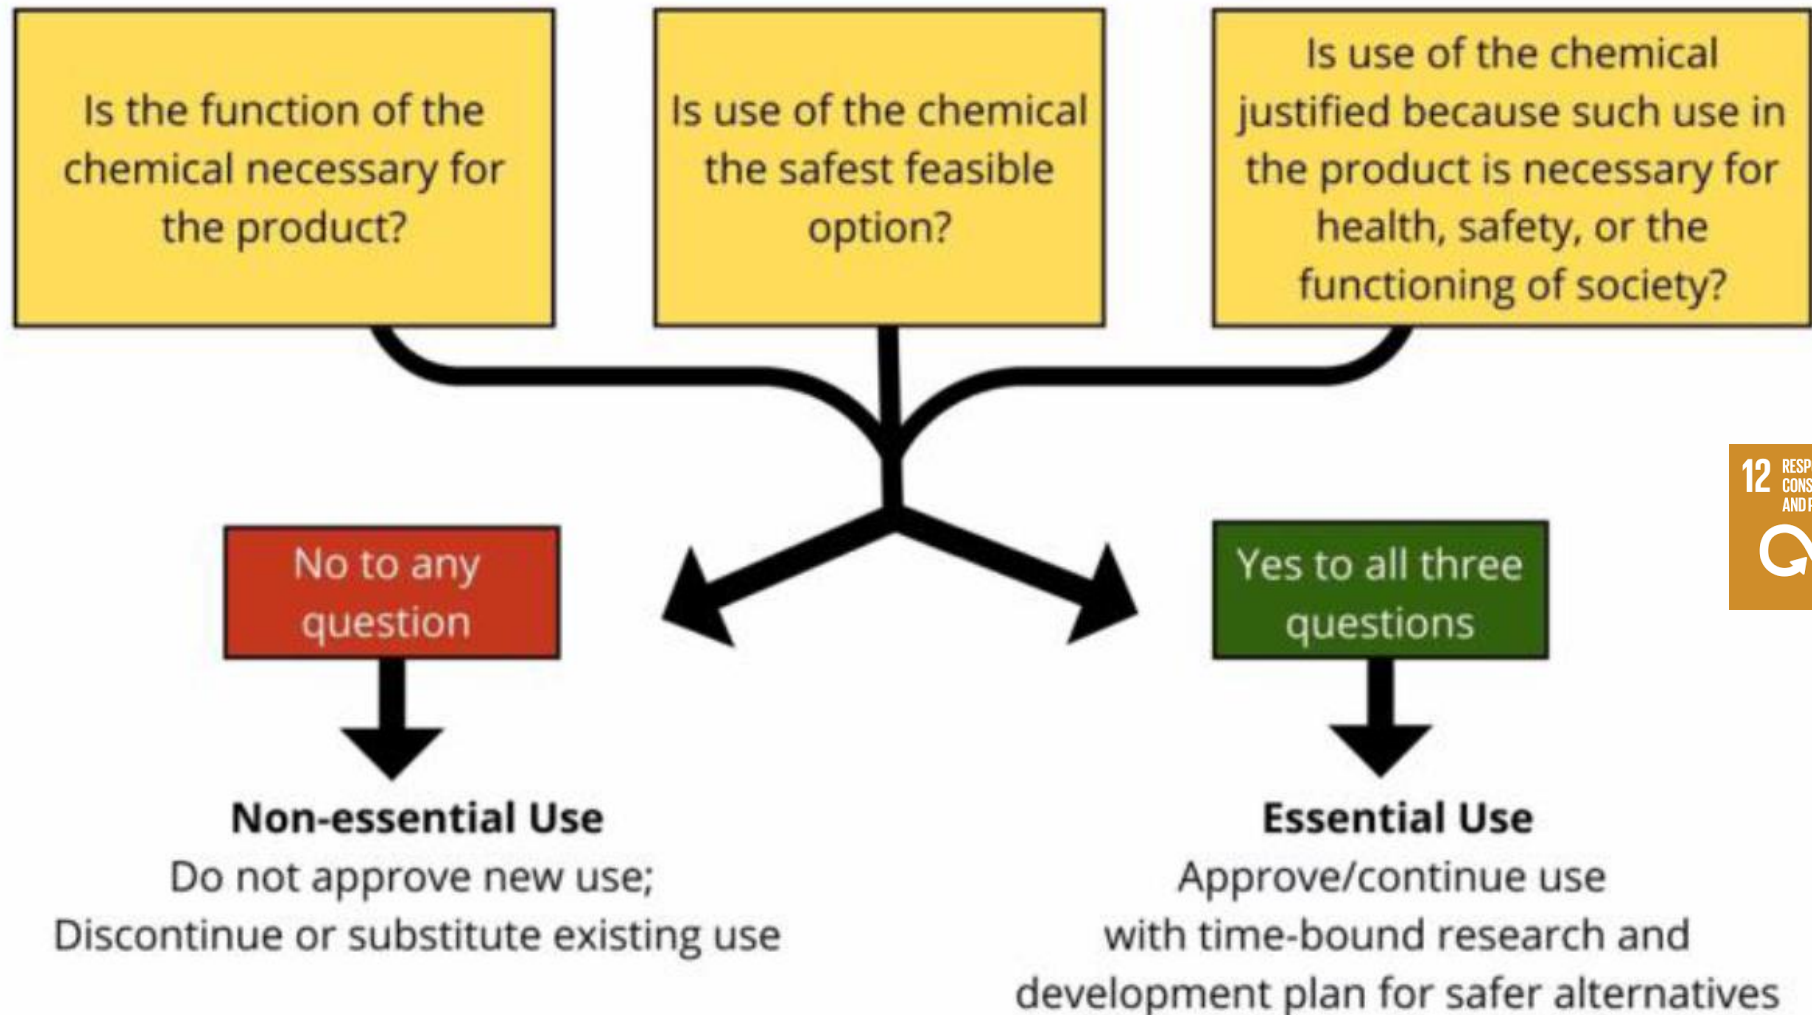 Is the function of the
chemical necessary for
the product?
Is use of the chemical
the safest feasible
option?
Is use of the chemical
justified because such use in
the product is necessary for
health, safety, or the
functioning of society?
12
AND
No to any
question
Yes to all three
questions
Non-essential Use
Do not approve new use;
Discontinue or substitute existing use
Essential Use
Approve/continue use
with time-bound research and
development plan for safer alternatives